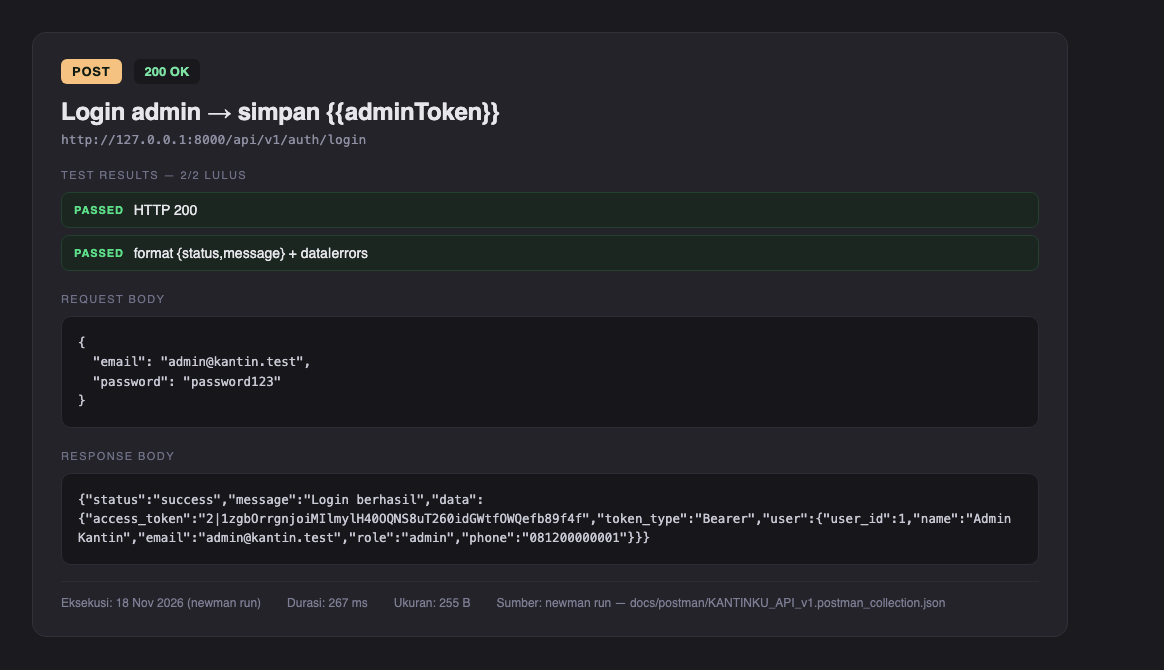 POST 200 OK
Login admin → simpan {{adminToken}}
http://127.0.0.1:8000/api/v1/auth/login
TEST RESULTS — 2/2 LULUS
PASSED HTTP 200
PASSED format {status,message} + data|errors
REQUEST BODY
{
  "email": "admin@kantin.test",
  "password": "password123"
}
RESPONSE BODY
{"status":"success","message":"Login berhasil","data":
{"access_token":"2|1zgbOrrgnjoiMIlmylH40OQNS8uT260idGWtfOWQefb89f4f","token_type":"Bearer","user":{"user_id":1,"name":"Admin
Kantin","email":"admin@kantin.test","role":"admin","phone":"081200000001"}}}
Eksekusi: 18 Nov 2026 (newman run) Durasi: 267 ms Ukuran: 255 B Sumber: newman run — docs/postman/KANTINKU_API_v1.postman_collection.json